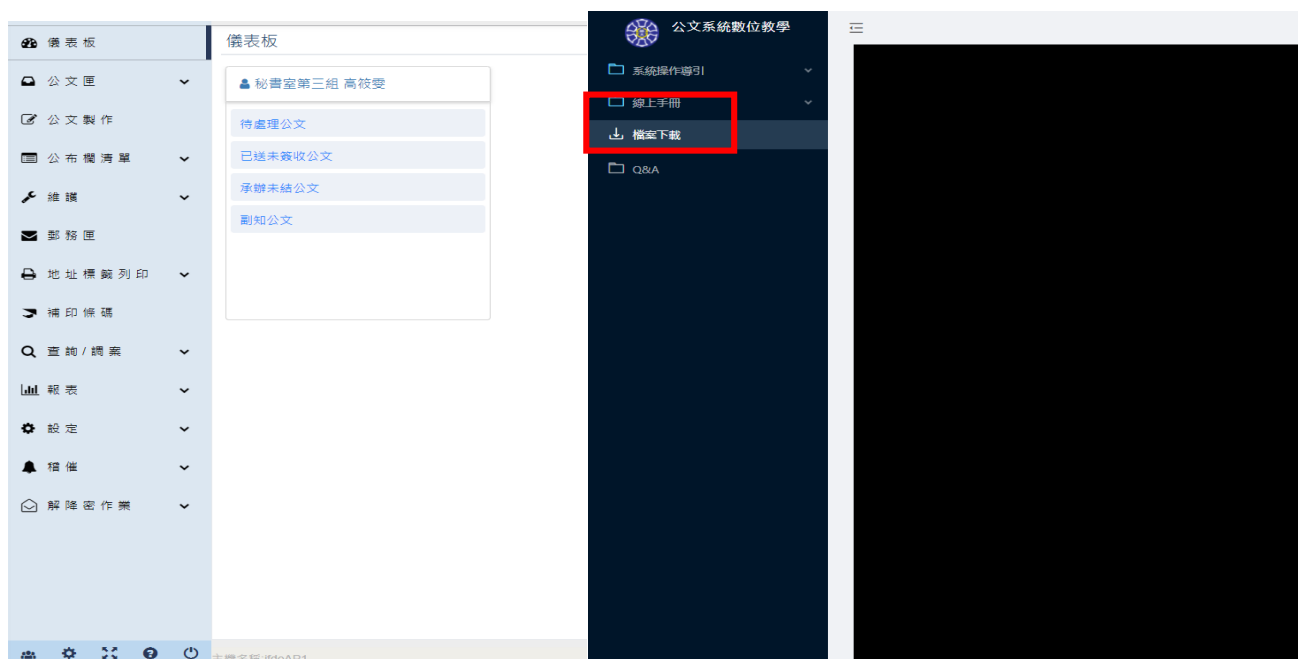 儀表板
公文匣
公文製作
公布欄清單
維護
郵務匣
地址標籤列印
補印條碼
查詢/調案
報表
設定
稽催
解降密作業
儀表板
秘書室第三組 高筱雯
待處理公文
已送未簽收公文
承辦未結公文
副知公文
公文系統數位教學
系統操作導引
線上手冊
檔案下載
Q&A